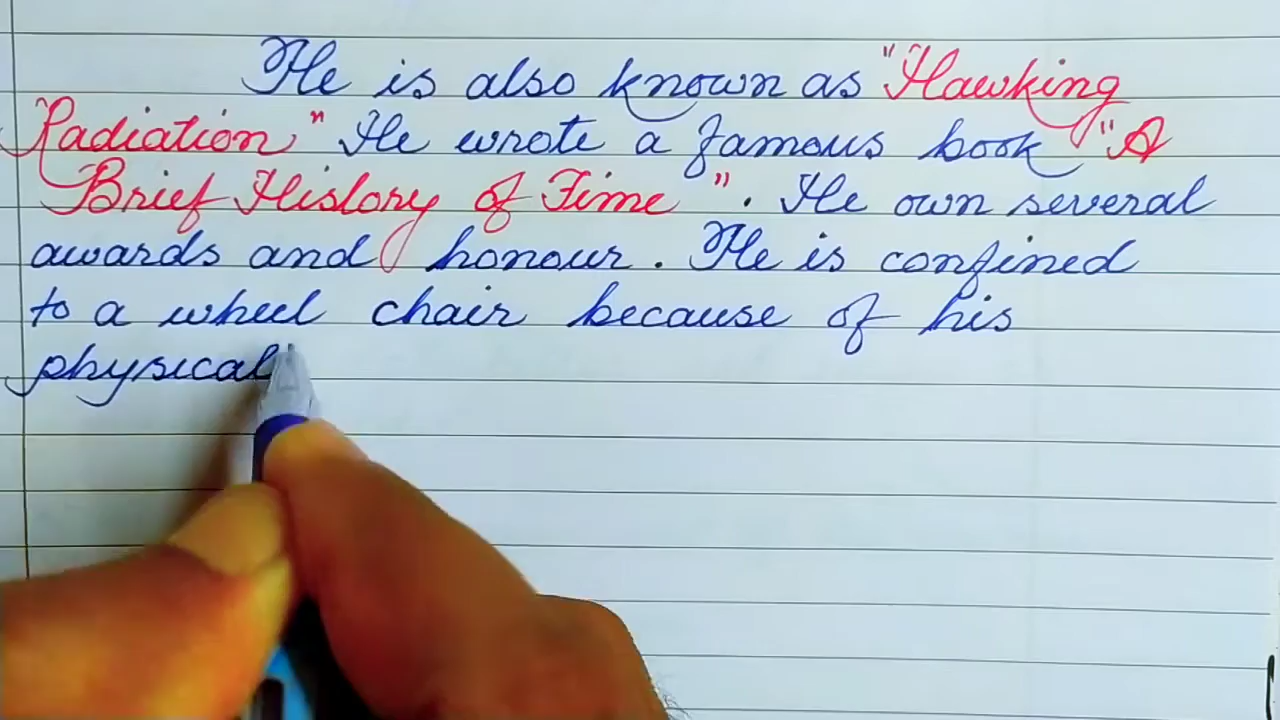 He is also known as "Hawking
Radiation" He wrote a famous book "A
Brief History of Time". He own several
awards and honour. He is confined
to a wheel chair because of his
physical